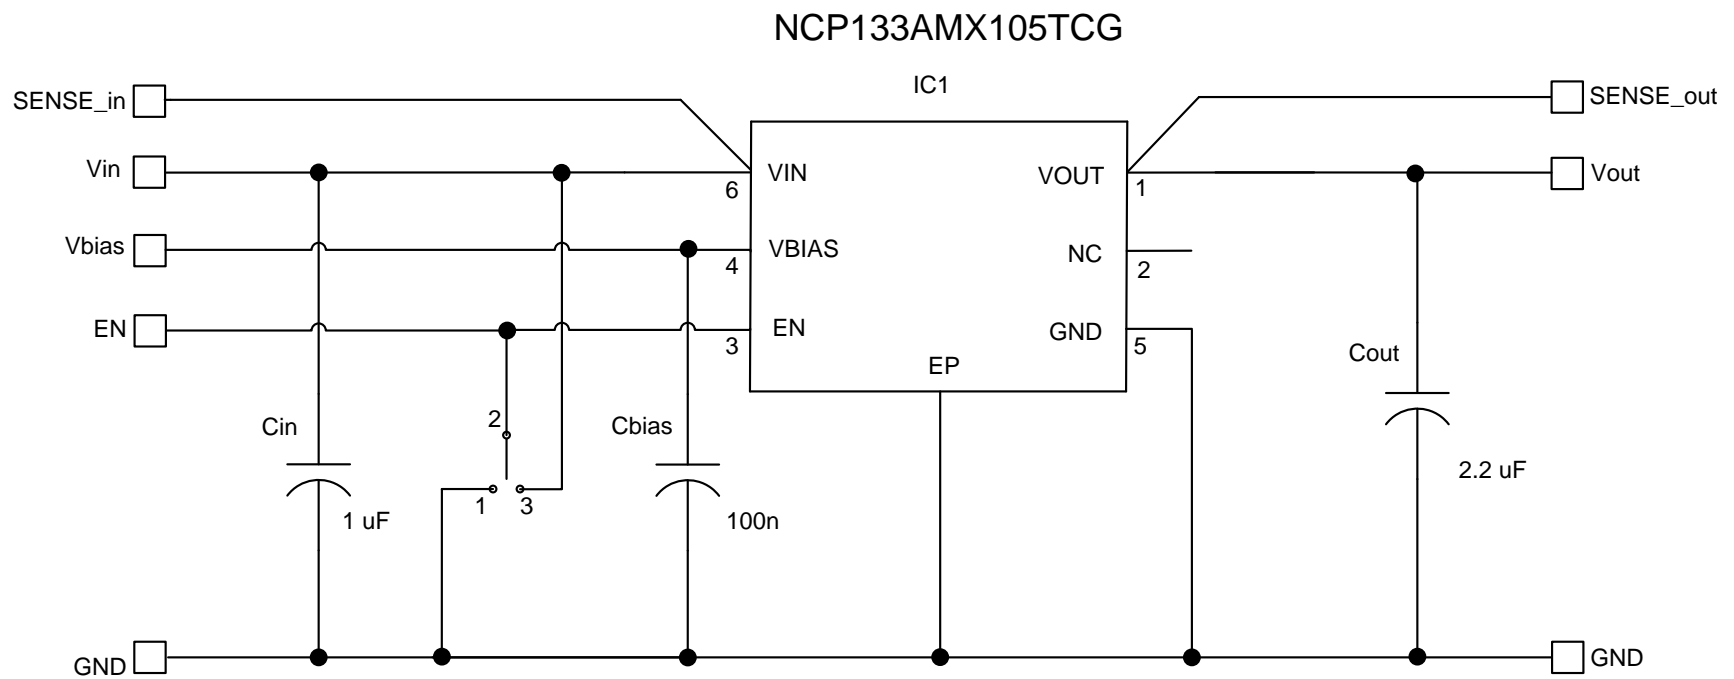 NCP133AMX105TCG
IC1
SENSE_in
SENSE_out
Vin
VIN
6
VOUT
1
Vout
Vbias
VBIAS
4
NC
2
EN
EN
3
GND
5
EP
Cout
2.2 uF
Cin
1 uF
2
1
3
Cbias
100n
GND
GND